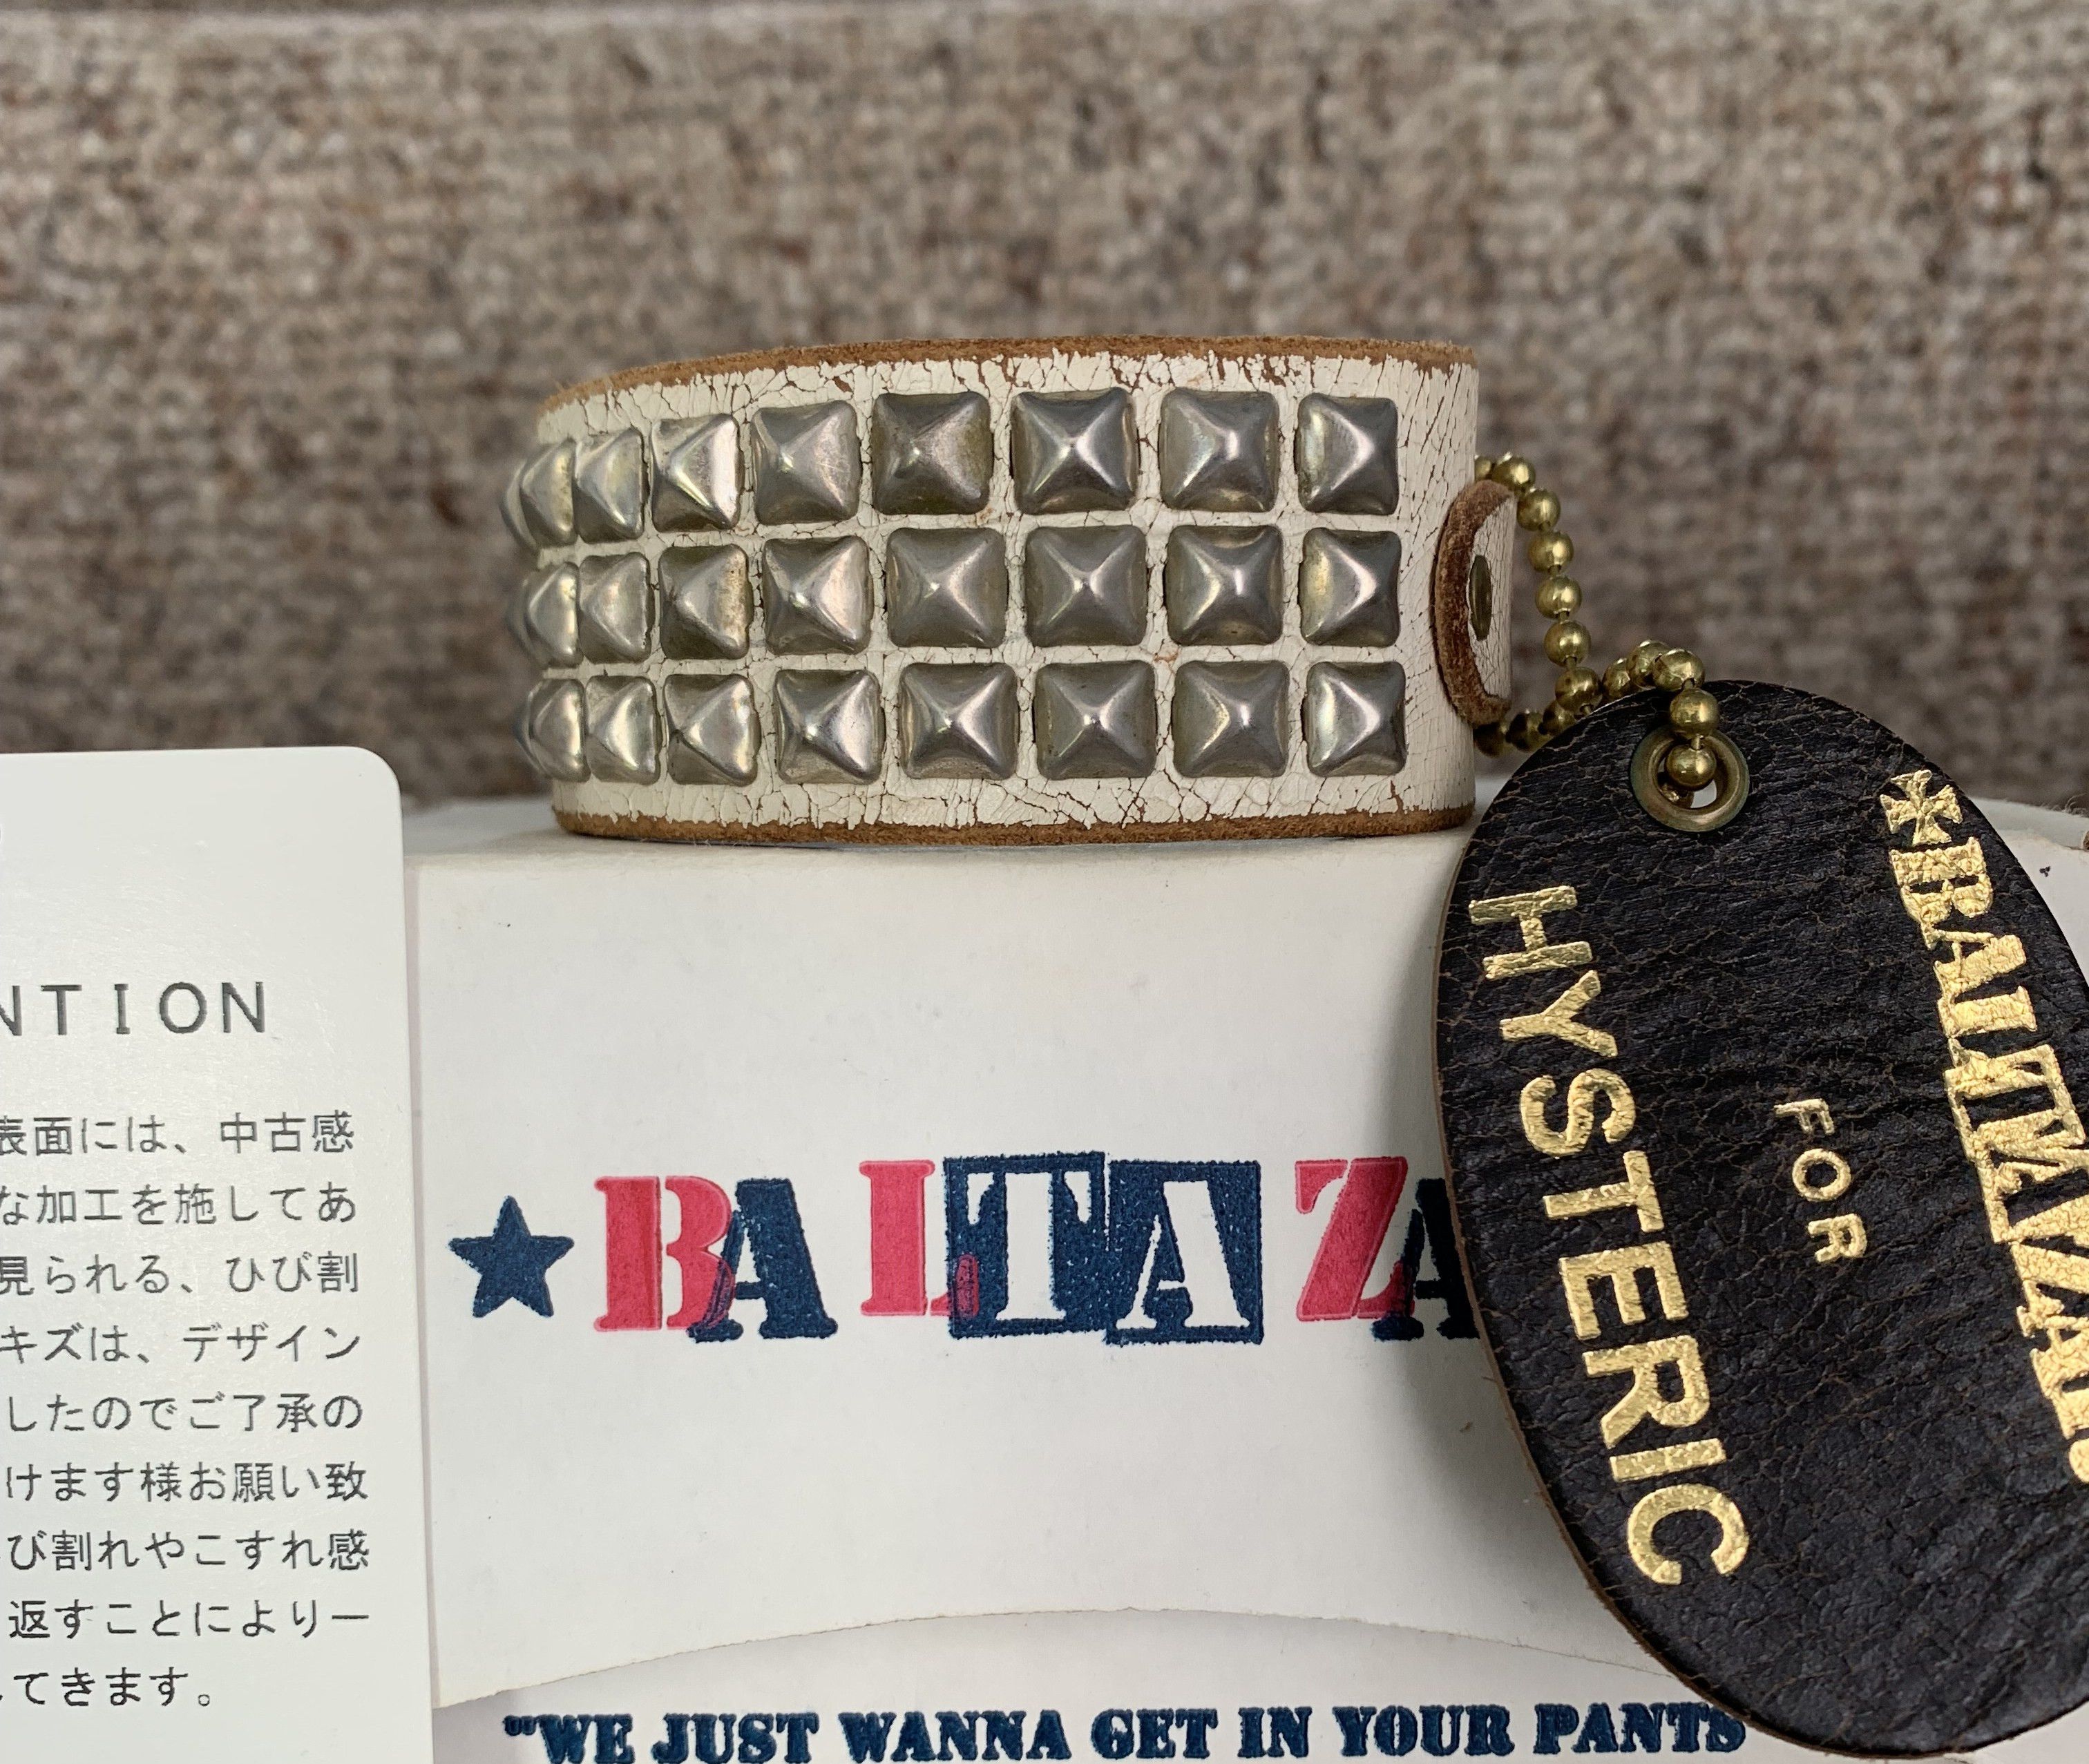 NTION
表面には、中古感
な加工を施してあ
見られる、ひび割
キズは、デザイン
したのでご了承の
けます様お願い致
び割れやこすれ感
返すことにより一
てきます。
★BALTAZA
"WE JUST WANNA GET IN YOUR PANTS
BALTAZAR
FOR
HYSTERIC